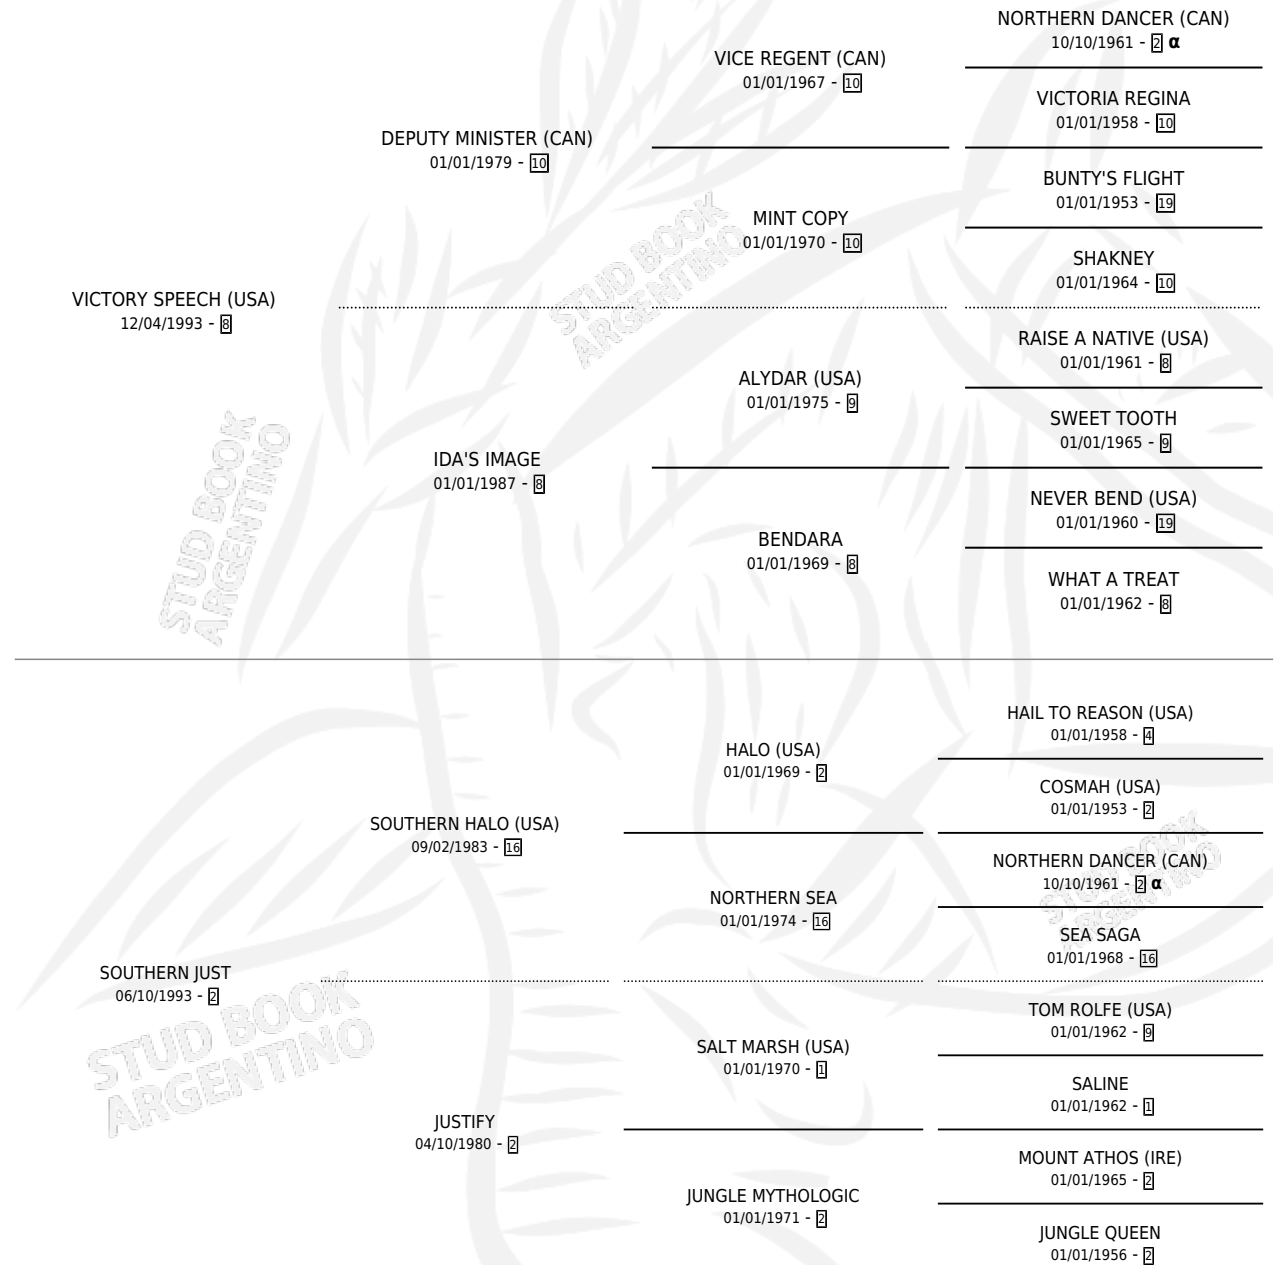 NORTHERN DANCER (CAN)
10/10/1961 - 2 α
VICE REGENT (CAN)
01/01/1967 - 10
VICTORIA REGINA
01/01/1958 - 10
DEPUTY MINISTER (CAN)
01/01/1979 - 10
BUNTY'S FLIGHT
01/01/1953 - 19
MINT COPY
01/01/1970 - 10
SHAKNEY
01/01/1964 - 10
VICTORY SPEECH (USA)
12/04/1993 - 8
RAISE A NATIVE (USA)
01/01/1961 - 8
ALYDAR (USA)
01/01/1975 - 9
SWEET TOOTH
01/01/1965 - 9
IDA'S IMAGE
01/01/1987 - 8
NEVER BEND (USA)
01/01/1960 - 19
BENDARA
01/01/1969 - 8
WHAT A TREAT
01/01/1962 - 8
HAIL TO REASON (USA)
01/01/1958 - 4
HALO (USA)
01/01/1969 - 2
COSMAH (USA)
01/01/1953 - 2
SOUTHERN HALO (USA)
09/02/1983 - 16
NORTHERN DANCER (CAN)
10/10/1961 - 2 α
NORTHERN SEA
01/01/1974 - 16
SEA SAGA
01/01/1968 - 16
SOUTHERN JUST
06/10/1993 - 2
TOM ROLFE (USA)
01/01/1962 - 9
SALT MARSH (USA)
01/01/1970 - 1
SALINE
01/01/1962 - 1
JUSTIFY
04/10/1980 - 2
MOUNT ATHOS (IRE)
01/01/1965 - 2
JUNGLE MYTHOLOGIC
01/01/1971 - 2
JUNGLE QUEEN
01/01/1956 - 2
STUD BOOK
ARGENTINO
STUD BOOK
ARGENTINO
STUD BOOK
ARGENTINO
STUD BOOK
ARGENTINO